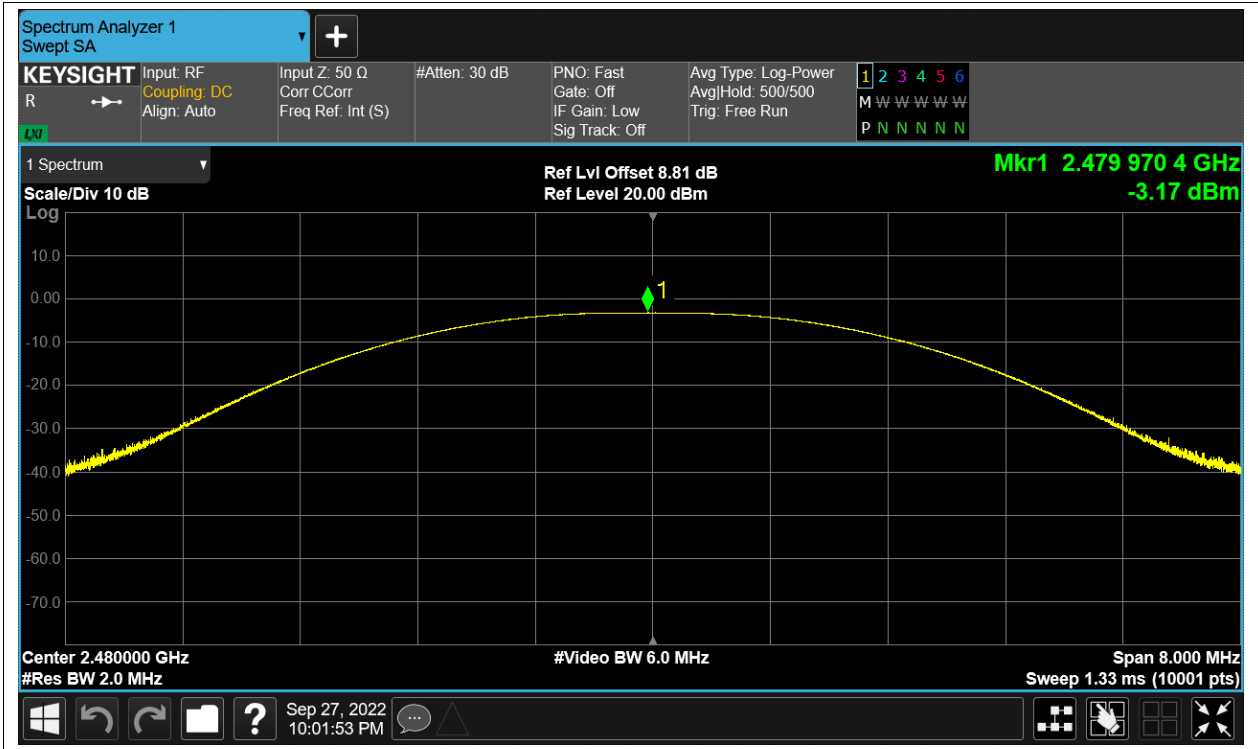 Spectrum Analyzer 1
Swept SA
+
KEYSIGHT Input: RF Input Z: 50 Ω #Atten: 30 dB PNO: Fast Avg Type: Log-Power 1 2 3 4 5 6
R Coupling: DC Corr CCorr Gate: Off Avg|Hold: 500/500 M W W W W W
Align: Auto Freq Ref: Int (S) IF Gain: Low Trig: Free Run
LXI Sig Track: Off P N N N N N
1 Spectrum Ref Lvl Offset 8.81 dB Mkr1 2.479 970 4 GHz
Scale/Div 10 dB Ref Level 20.00 dBm -3.17 dBm
Log
10.0
0.00
1
-10.0
-20.0
-30.0
-40.0
-50.0
-60.0
-70.0
Center 2.480000 GHz #Video BW 6.0 MHz Span 8.000 MHz
#Res BW 2.0 MHz Sweep 1.33 ms (10001 pts)
? Sep 27, 2022
10:01:53 PM